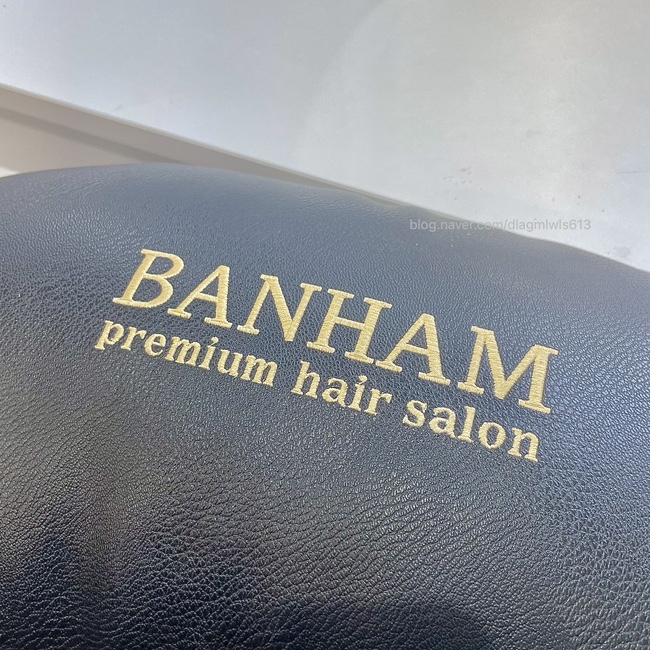 blog.naver.com/dlagmlwls613
BANHAM
premium hair salon